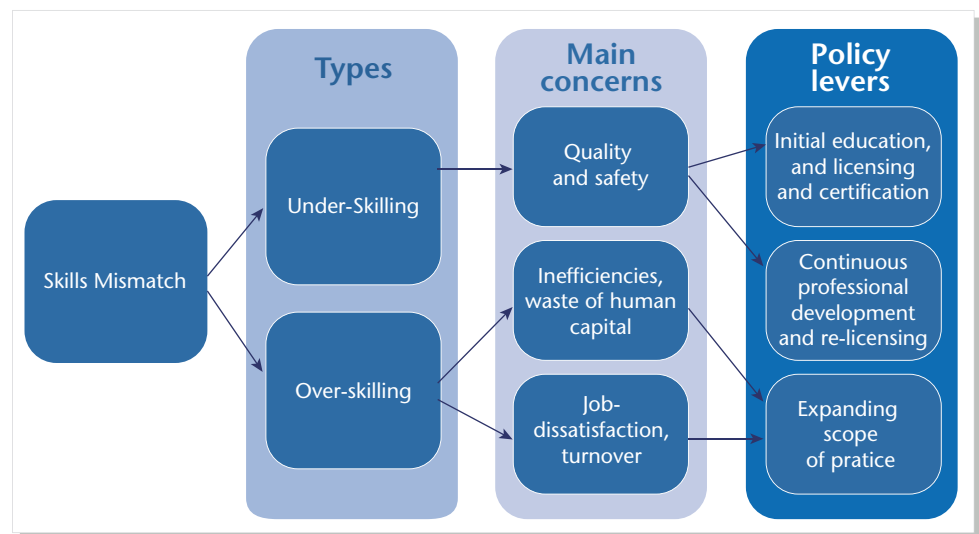 Types
Main
concerns
Policy
levers
Skills Mismatch
Under-Skilling
Over-skilling
Quality
and safety
Inefficiencies,
waste of human
capital
Job-
dissatisfaction,
turnover
Initial education,
and licensing
and certification
Continuous
professional
development
and re-licensing
Expanding
scope
of pratice